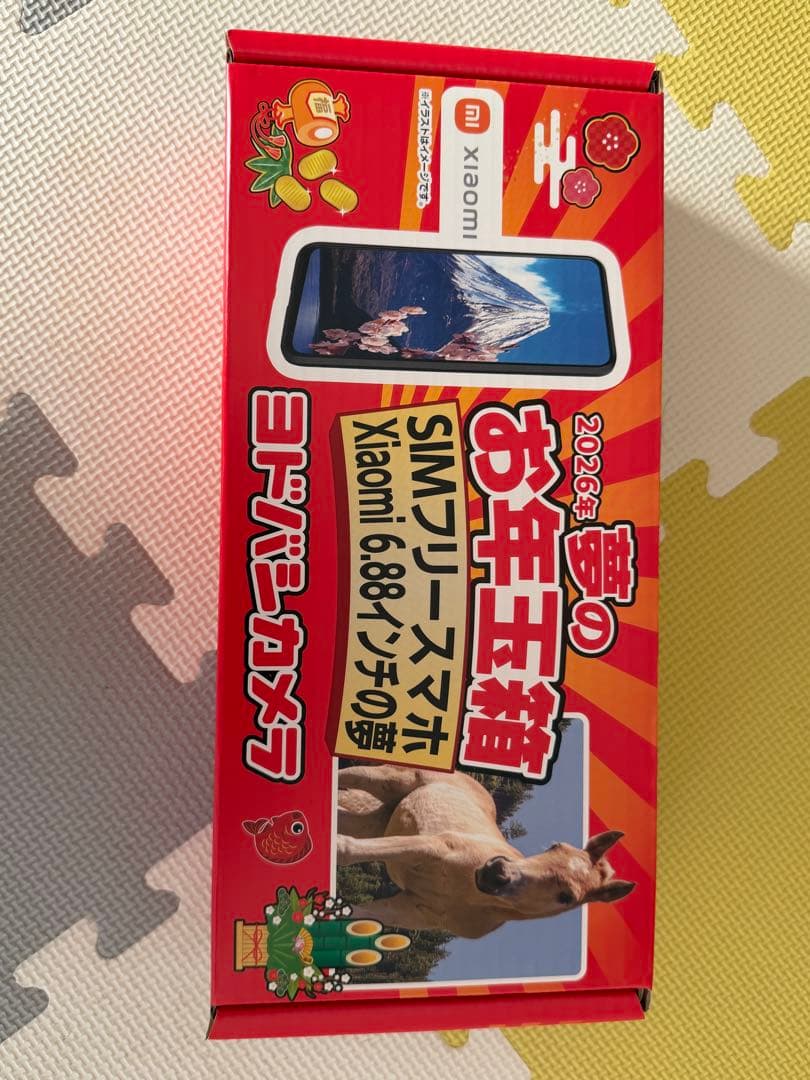 2026年
夢の
お年玉箱
SIMフリースマホ
Xiaomi 6.88インチの夢
ヨドバシカメラ
mi xiaomi
※イラストはイメージです。
福